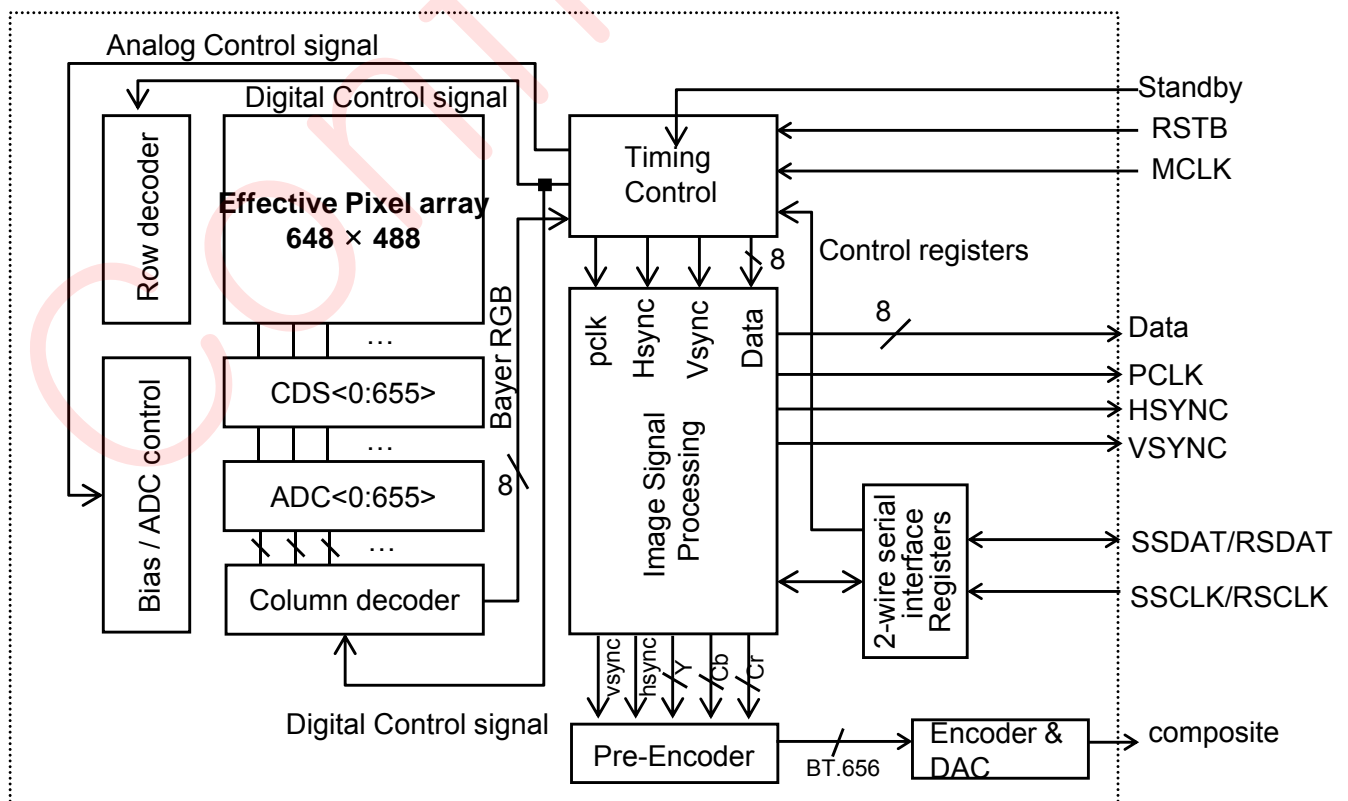 Analog Control signal
Digital Control signal
Standby
RSTB
MCLK
Row decoder
Effective Pixel array
648 × 488
Timing
Control
Control registers
8
Bayer RGB
8
pclk
Hsync
Vsync
Data
Image Signal
Processing
8
Data
PCLK
HSYNC
VSYNC
...
CDS<0:655>
...
ADC<0:655>
...
Column decoder
Bias / ADC control
2-wire serial
interface
Registers
SSDAT/RSDAT
SSCLK/RSCLK
vsync
hsync
Y
Cb
Cr
Digital Control signal
Pre-Encoder
BT.656
Encoder &
DAC
composite